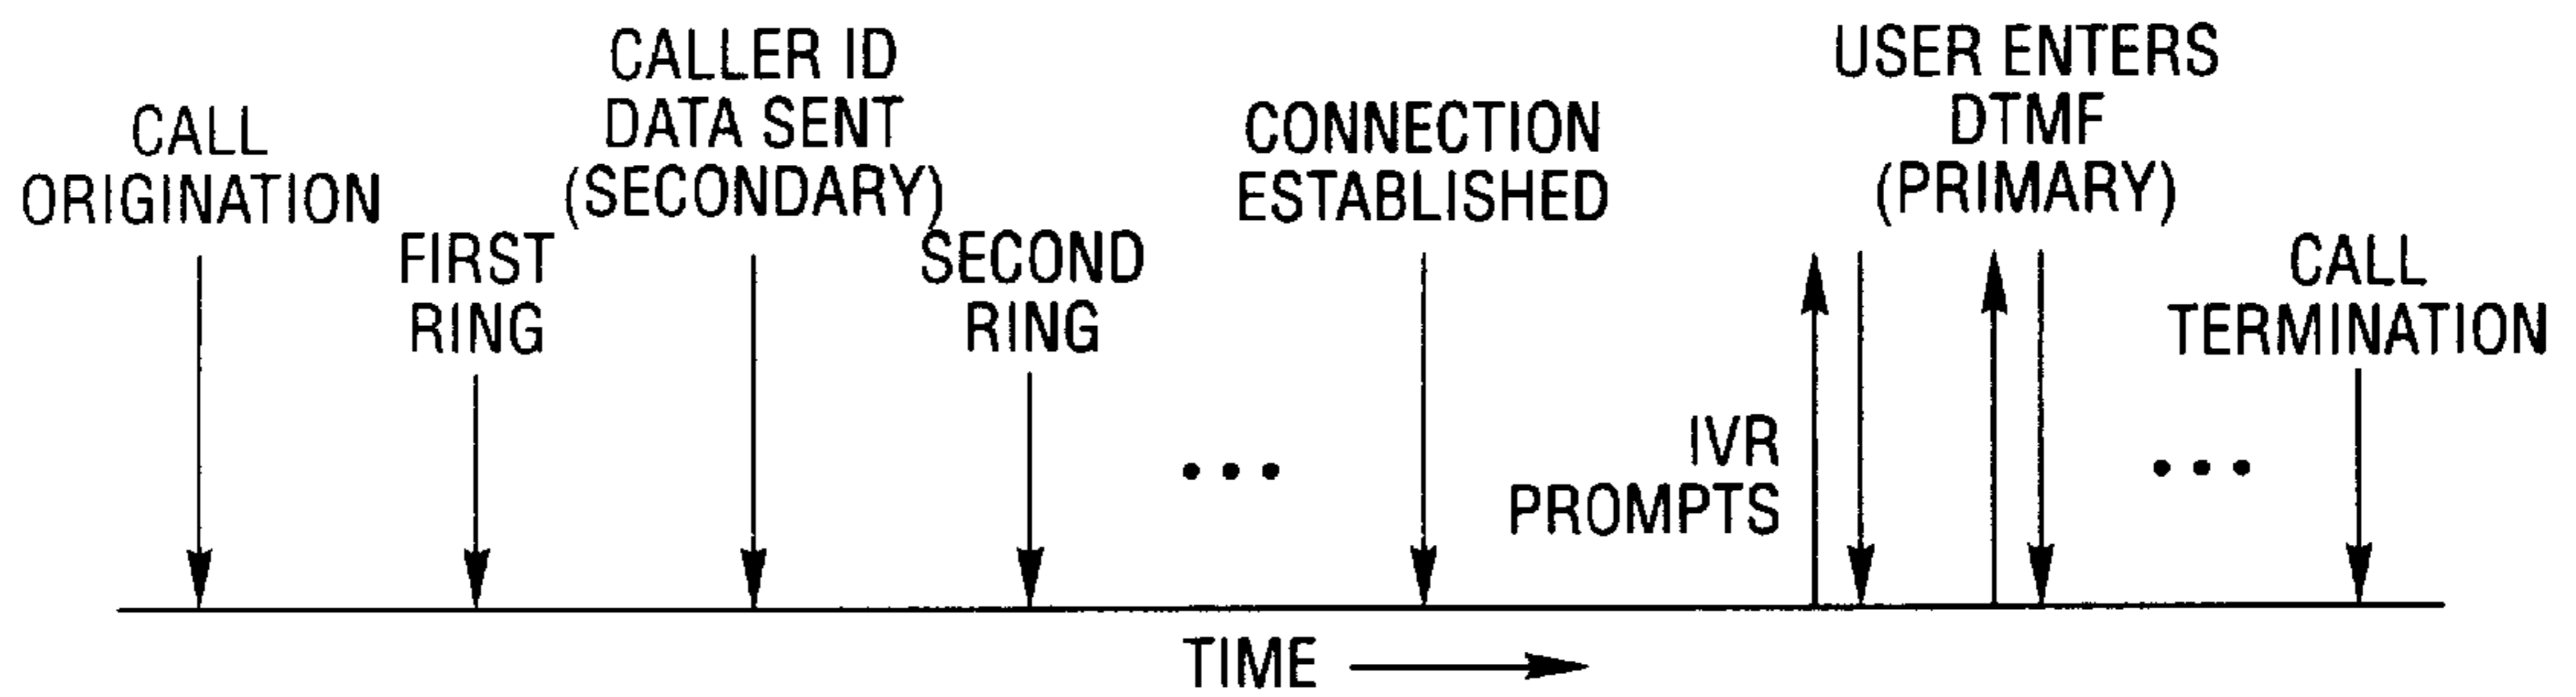 CALL
ORIGINATION
FIRST
RING
CALLER ID
DATA SENT
(SECONDARY)
SECOND
RING
CONNECTION
ESTABLISHED
IVR
PROMPTS
USER ENTERS
DTMF
(PRIMARY)
CALL
TERMINATION
TIME